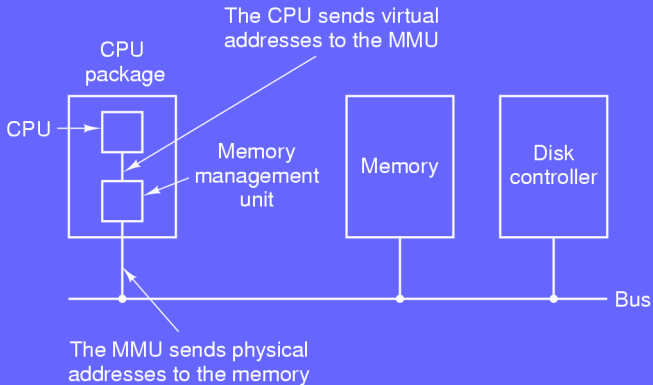 The CPU sends virtual
addresses to the MMU
CPU
package
CPU
Memory
management
unit
Memory
Disk
controller
Bus
The MMU sends physical
addresses to the memory